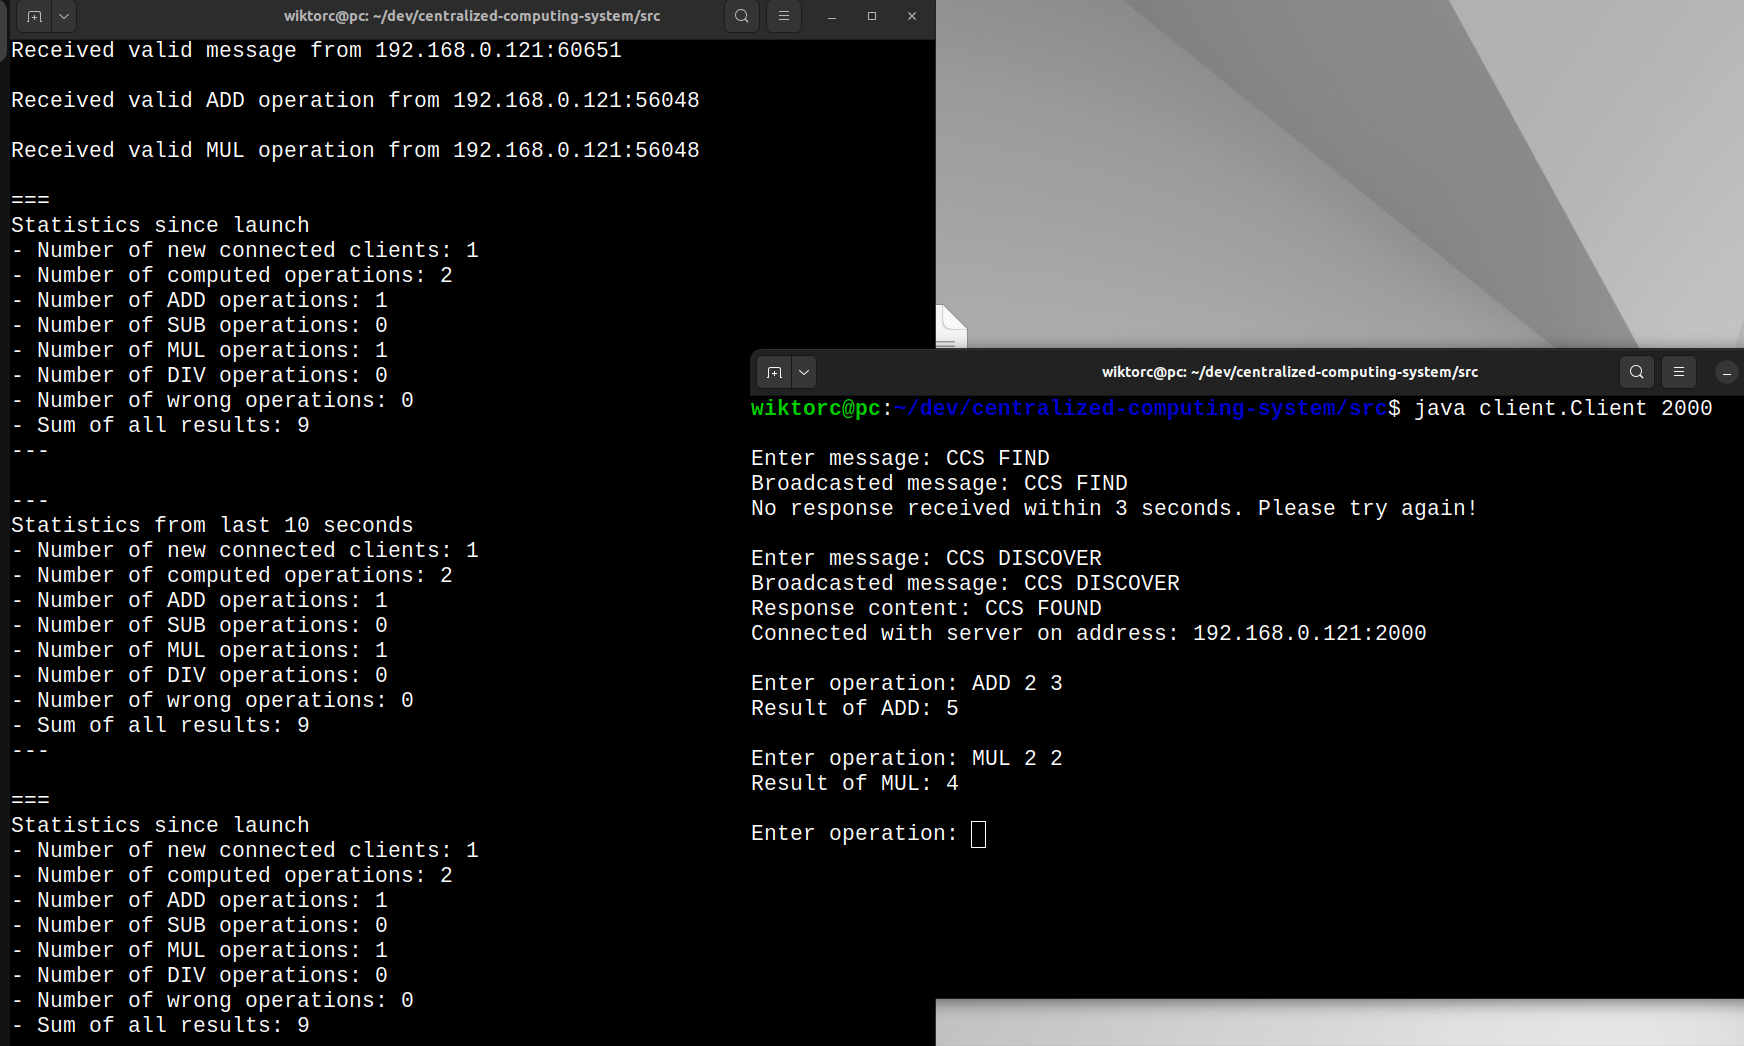 wiktorc@pc: ~/dev/centralized-computing-system/src
Received valid message from 192.168.0.121:60651
Received valid ADD operation from 192.168.0.121:56048
Received valid MUL operation from 192.168.0.121:56048
===
Statistics since launch
- Number of new connected clients: 1
- Number of computed operations: 2
- Number of ADD operations: 1
- Number of SUB operations: 0
- Number of MUL operations: 1
- Number of DIV operations: 0
- Number of wrong operations: 0
- Sum of all results: 9
---
---
Statistics from last 10 seconds
- Number of new connected clients: 1
- Number of computed operations: 2
- Number of ADD operations: 1
- Number of SUB operations: 0
- Number of MUL operations: 1
- Number of DIV operations: 0
- Number of wrong operations: 0
- Sum of all results: 9
---
===
Statistics since launch
- Number of new connected clients: 1
- Number of computed operations: 2
- Number of ADD operations: 1
- Number of SUB operations: 0
- Number of MUL operations: 1
- Number of DIV operations: 0
- Number of wrong operations: 0
- Sum of all results: 9
wiktorc@pc: ~/dev/centralized-computing-system/src
wiktorc@pc:~/dev/centralized-computing-system/src$ java client.Client 2000
Enter message: CCS FIND
Broadcasted message: CCS FIND
No response received within 3 seconds. Please try again!
Enter message: CCS DISCOVER
Broadcasted message: CCS DISCOVER
Response content: CCS FOUND
Connected with server on address: 192.168.0.121:2000
Enter operation: ADD 2 3
Result of ADD: 5
Enter operation: MUL 2 2
Result of MUL: 4
Enter operation: